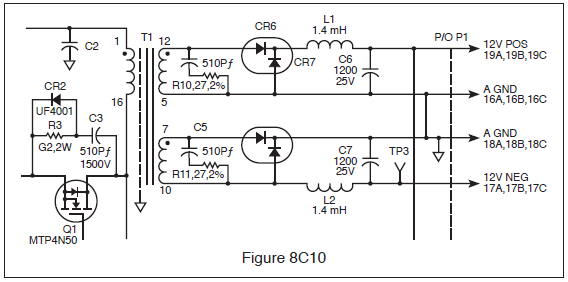 CR6
L1
1.4 mH
P/O P1
C2
1
T1
12
12V POS
19A,19B,19C
CR7
C6
1200
25V
510Pƒ
R10,27,2%
CR2
UF4001
R3
G2,2W
C3
510Pƒ
1500V
16
5
A GND
16A,16B,16C
7
C5
510Pƒ
R11,27,2%
10
C7
1200
25V
TP3
A GND
18A,18B,18C
12V NEG
17A,17B,17C
L2
1.4 mH
Q1
MTP4N50
Figure 8C10